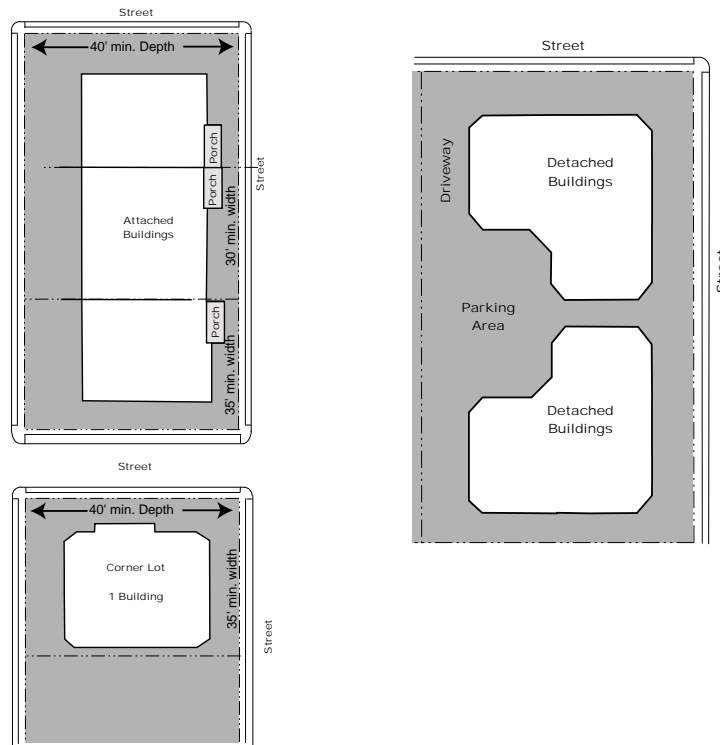 Street
40' min. Depth
Porch
Porch
Street
30' min. width
Attached
Buildings
Porch
35' min. width
Street
40' min. Depth
Corner Lot
1 Building
35' min. width
Street
Street
Driveway
Detached
Buildings
Street
Parking
Area
Detached
Buildings